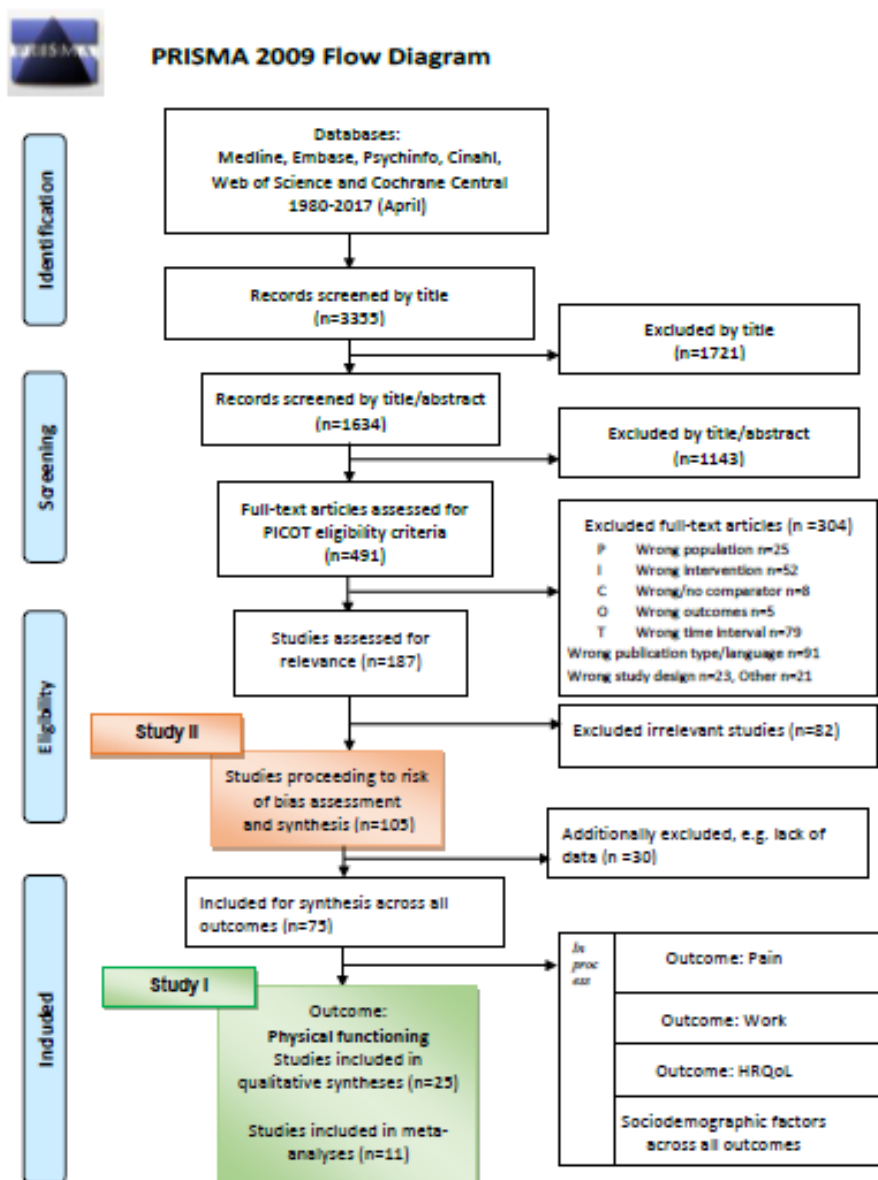 PRISMA
PRISMA 2009 Flow Diagram
Identification
Databases:
Medline, Embase, Psychinfo, Cinahl,
Web of Science and Cochrane Central
1980-2017 (April)
Records screened by title
(n=3355)
Excluded by title
(n=1721)
Screening
Records screened by title/abstract
(n=1634)
Excluded by title/abstract
(n=1143)
Full-text articles assessed for
PICOT eligibility criteria
(n=491)
Excluded full-text articles (n =304)
P Wrong population n=25
I Wrong intervention n=52
C Wrong/no comparator n=8
O Wrong outcomes n=5
T Wrong time interval n=79
Wrong publication type/language n=91
Wrong study design n=23, Other n=21
Eligibility
Studies assessed for
relevance (n=187)
Excluded irrelevant studies (n=82)
Study II
Studies proceeding to risk
of bias assessment
and synthesis (n=105)
Additionally excluded, e.g. lack of
data (n =30)
Included
Included for synthesis across all
outcomes (n=75)
Study I
Outcome:
Physical functioning
Studies included in
qualitative syntheses (n=25)
Studies included in meta-
analyses (n=11)
In
proc
ess
Outcome: Pain
Outcome: Work
Outcome: HRQoL
Sociodemographic factors
across all outcomes